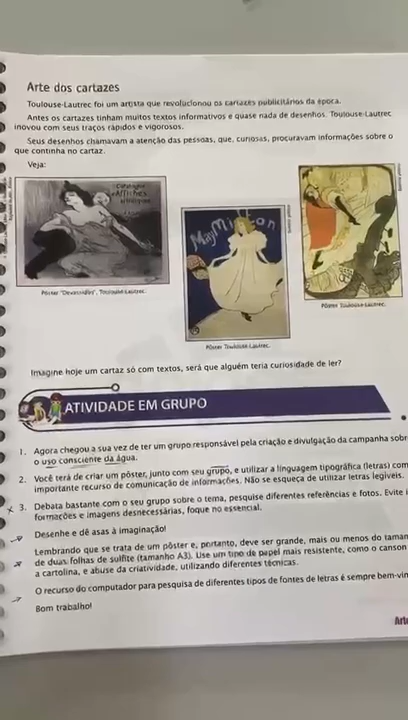 Arte dos cartazes
Toulouse-Lautrec foi um artista que revolucionou os cartazes publicitários da época.
Antes os cartazes tinham muitos textos informativos e quase nada de desenhos. Toulouse-Lautrec
inovou com seus traços rápidos e vigorosos.
Seus desenhos chamavam a atenção das pessoas, que, curiosas, procuravam informações sobre o
que continha no cartaz.
Veja:
Affiches
May Milton
Pôster Toulouse-Lautrec.
Toulouse-Lautrec.
Pôster Toulouse-Lautrec.
Imagine hoje um cartaz só com textos, será que alguém teria curiosidade de ler?
ATIVIDADE EM GRUPO
1. Agora chegou a sua vez de ter um grupo responsável pela criação e divulgação da campanha sobr
o uso consciente da água.
2. Você terá de criar um pôster, junto com seu grupo, e utilizar a linguagem tipográfica (letras) com
importante recurso de comunicação de informações. Não se esqueça de utilizar letras legíveis.
x 3. Debata bastante com o seu grupo sobre o tema, pesquise diferentes referências e fotos. Evite i
formações e imagens desnecessárias, foque no essencial.
Desenhe e dê asas à imaginação!
Lembrando que se trata de um pôster e, portanto, deve ser grande, mais ou menos do taman
de duas folhas de sulfite (tamanho A3). Use um tipo de papel mais resistente, como o canson
a cartolina, e abuse da criatividade, utilizando diferentes técnicas.
O recurso do computador para pesquisa de diferentes tipos de fontes de letras é sempre bem-vin
Bom trabalho!
Arte